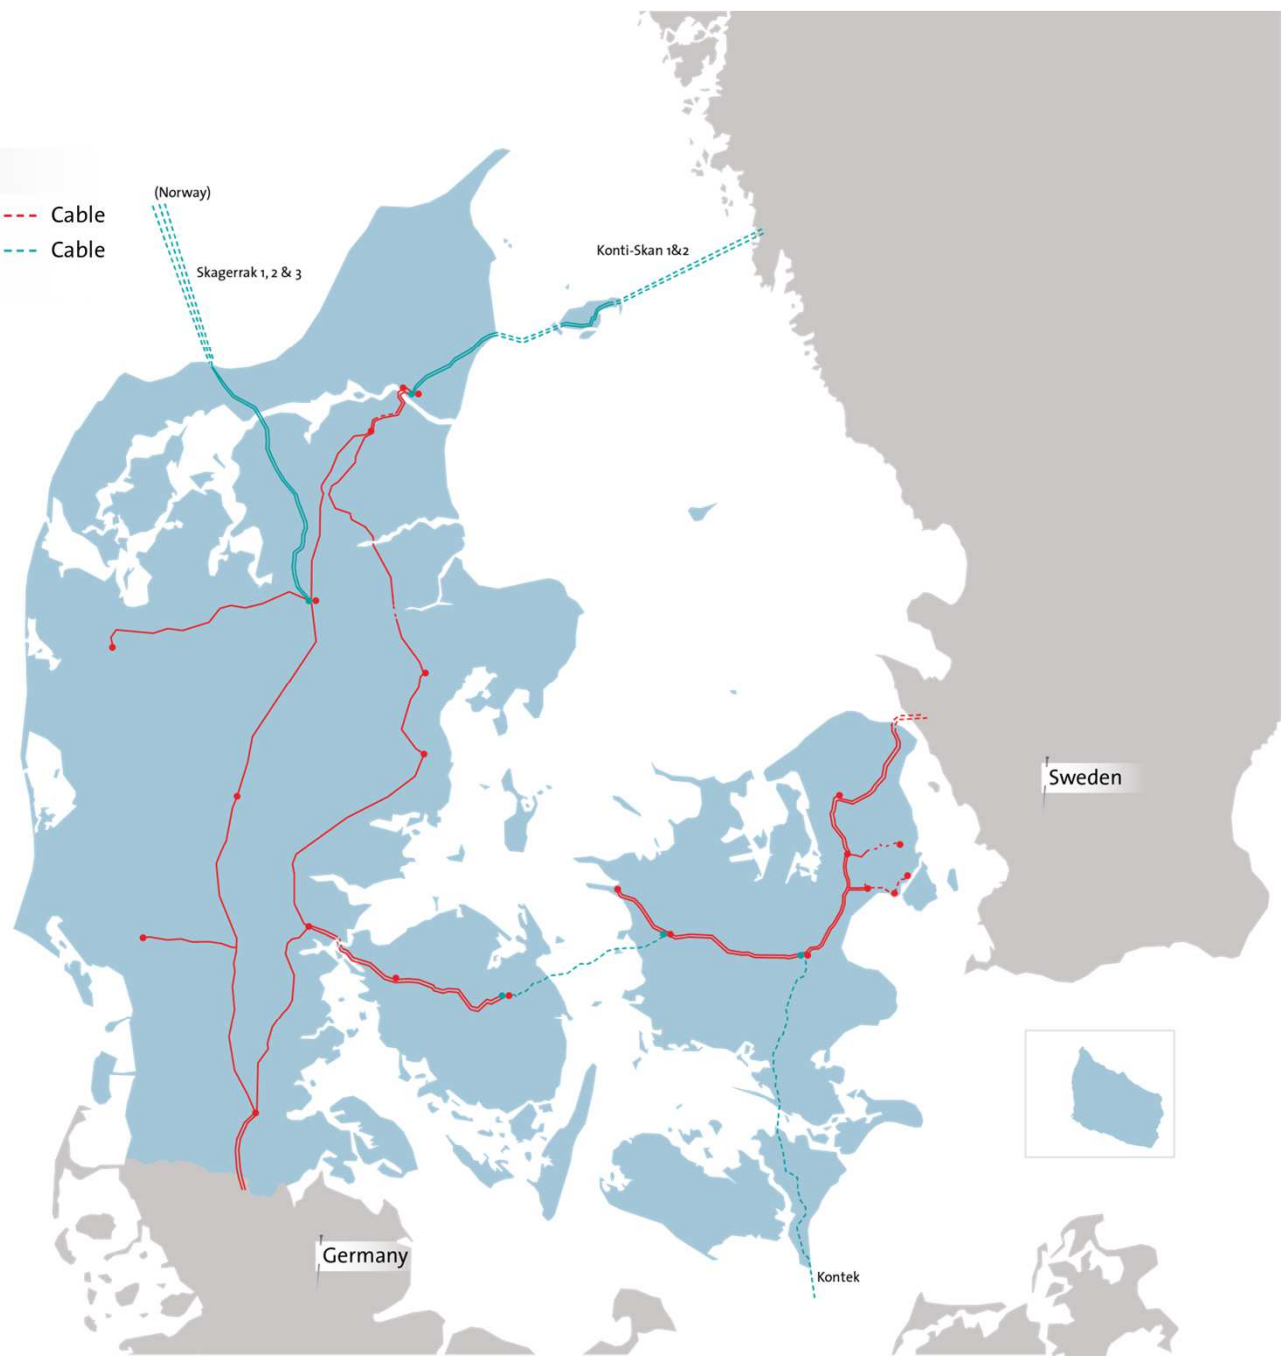 (Norway)
Cable
Cable
Skagerrak 1, 2 & 3
Konti-Skan 1&2
Sweden
Germany
Kontek